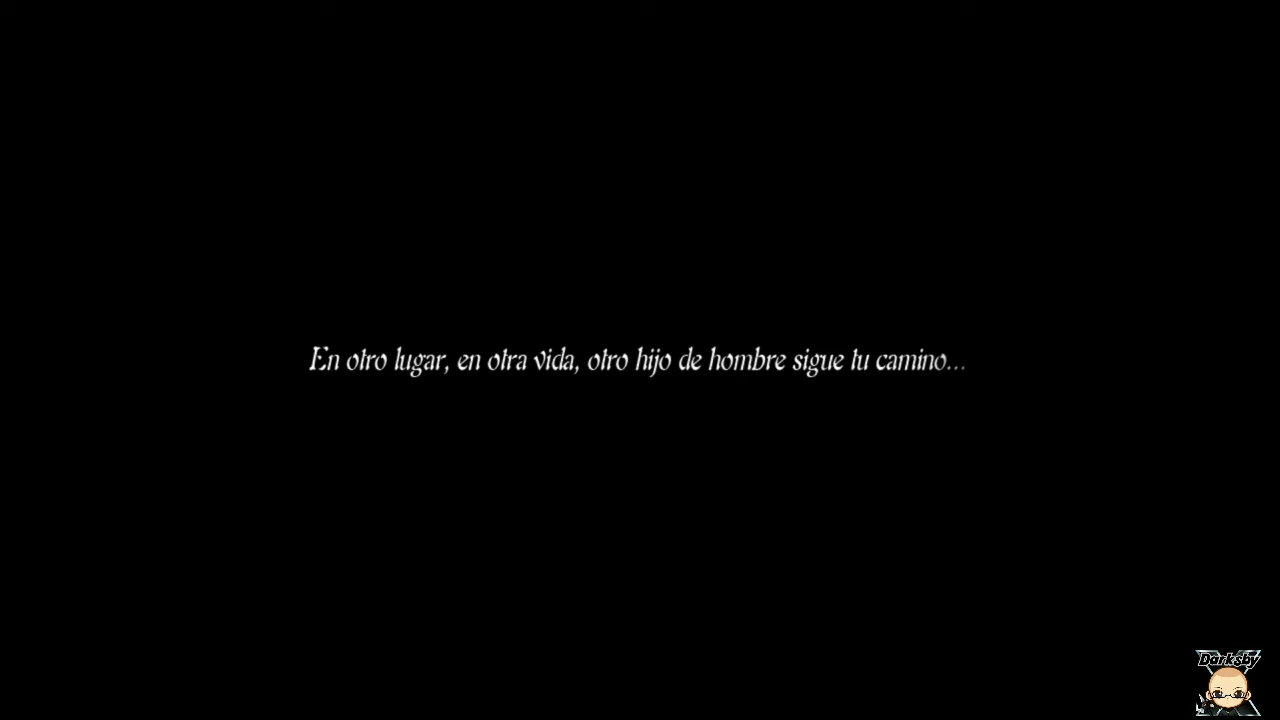 En otro lugar, en otra vida, otro hijo de hombre sigue tu camino...
Darksby